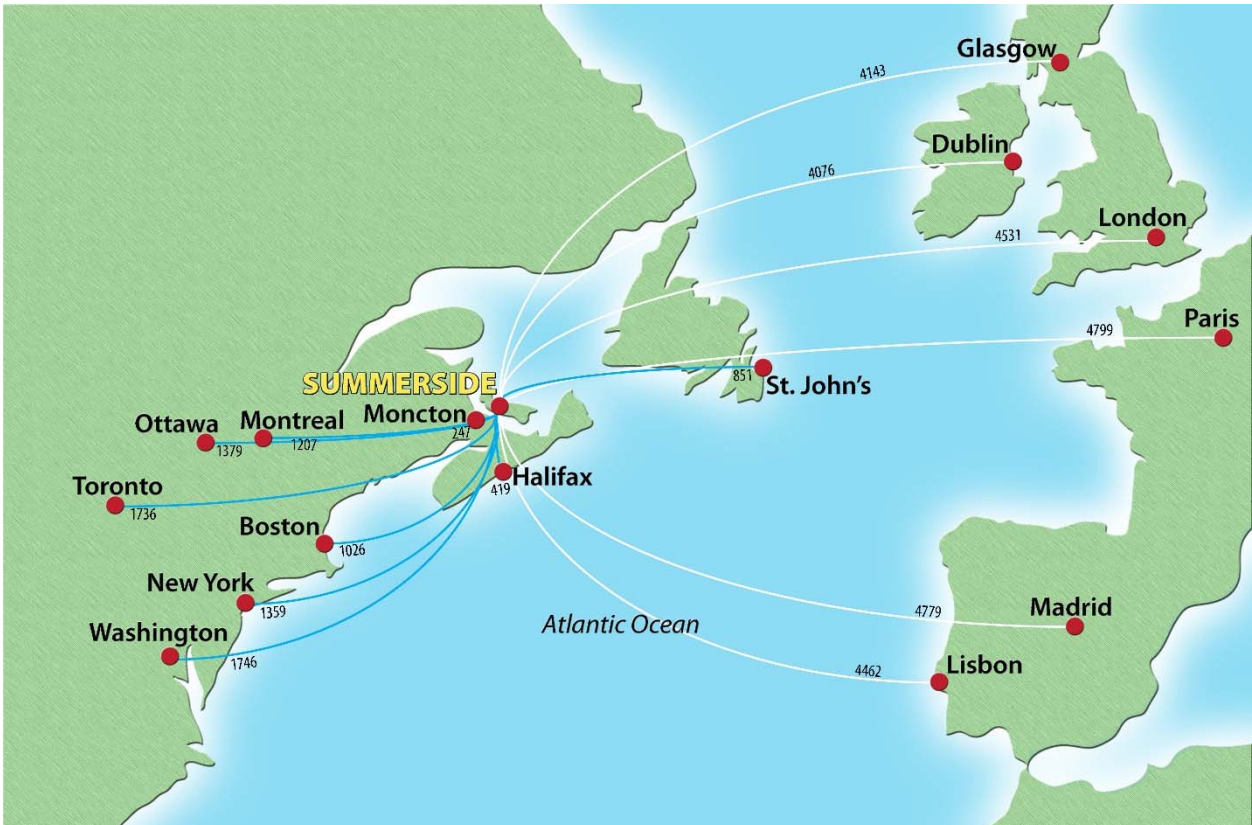 Glasgow
4143
Dublin
4076
London
4531
Paris
4799
St. John's
851
SUMMERSIDE
Moncton
247
Montreal
1207
Ottawa
1379
Halifax
419
Toronto
1736
Boston
1026
New York
1359
Washington
1746
Atlantic Ocean
Madrid
4779
Lisbon
4462